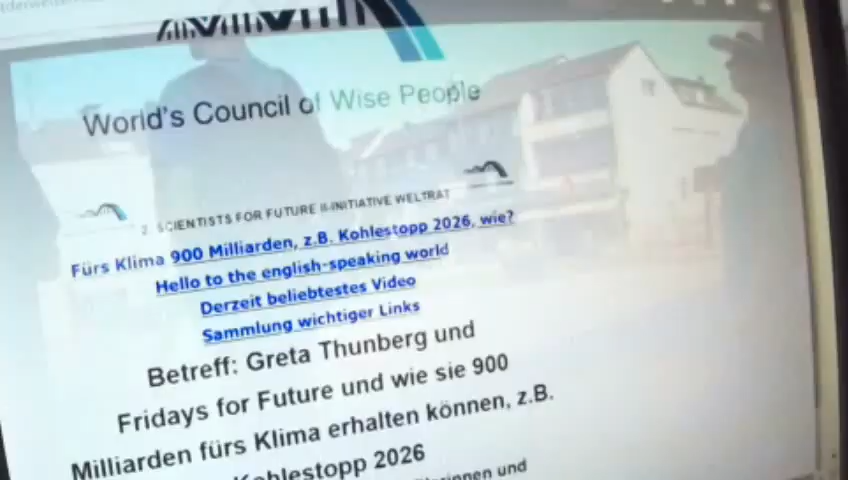 World's Council of Wise People
2. SCIENTISTS FOR FUTURE II-INITIATIVE WELTRAT
Fürs Klima 900 Milliarden, z.B. Kohlestopp 2026, wie?
Hello to the english-speaking world
Derzeit beliebtestes Video
Sammlung wichtiger Links
Betreff: Greta Thunberg und
Fridays for Future und wie sie 900
Milliarden fürs Klima erhalten können, z.B.
Kohlestopp 2026
und